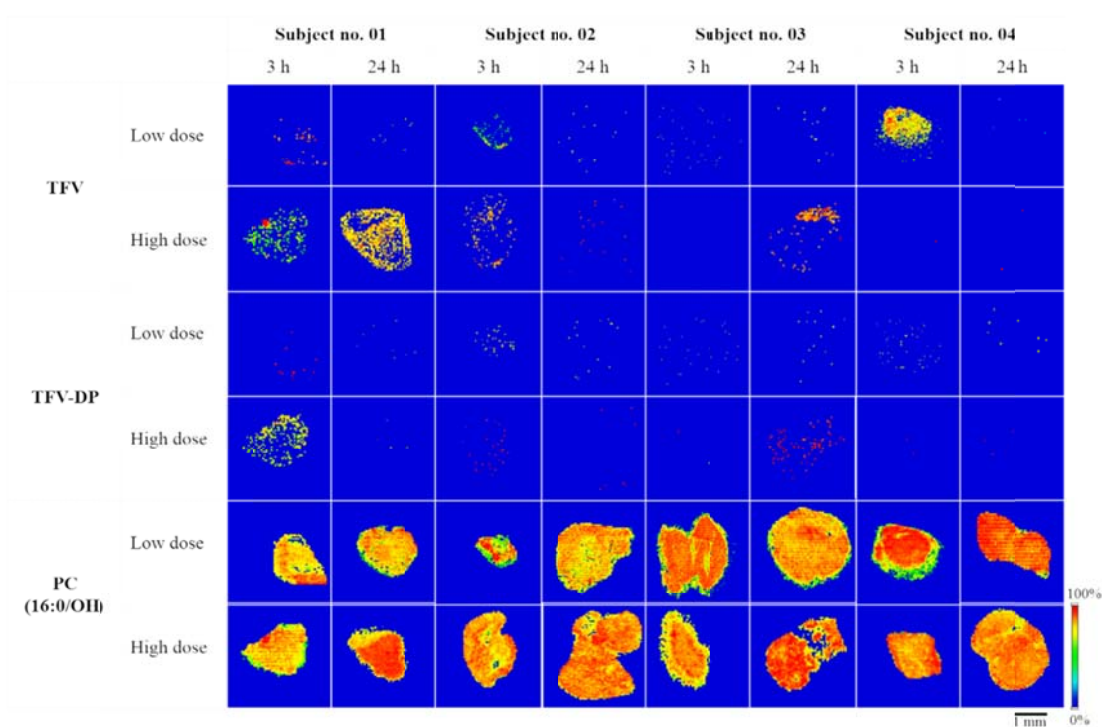 Subject no. 01 Subject no. 02 Subject no. 03 Subject no. 04
3 h 24 h 3 h 24 h 3 h 24 h 3 h 24 h
Low dose
TFV
High dose
Low dose
TFV-DP
High dose
Low dose
PC
(16:0/OH)
100%
High dose
1 mm
0%